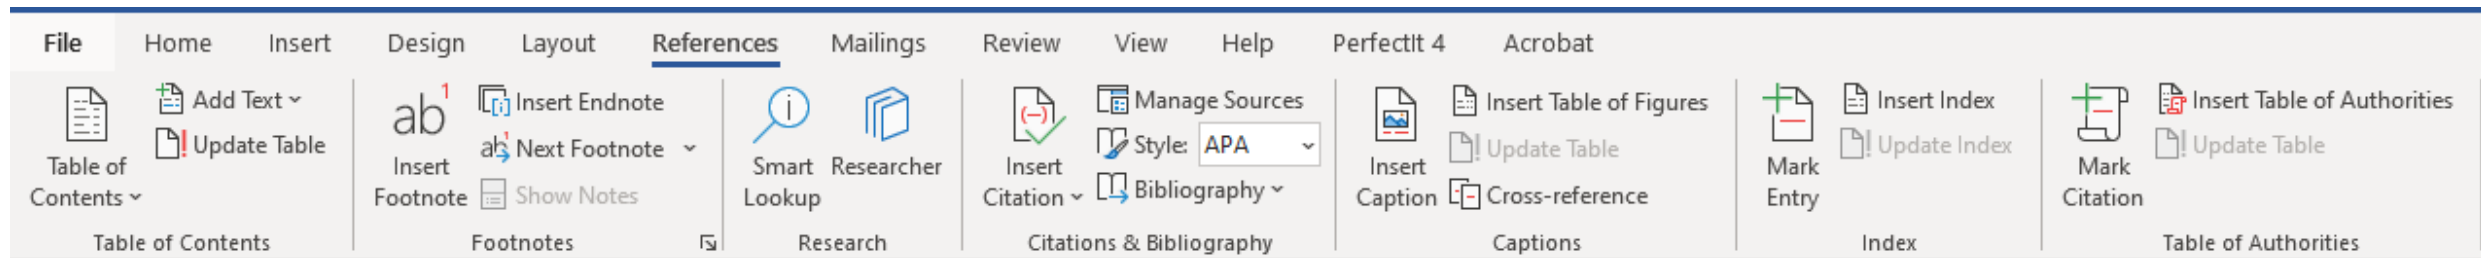 File Home Insert Design Layout References Mailings Review View Help PerfectIt 4 Acrobat
Table of
Contents
Add Text
Update Table
Table of Contents
ab1
Insert
Footnote
Insert Endnote
Next Footnote
Show Notes
Footnotes
Smart
Lookup
Researcher
Research
Insert
Citation
Manage Sources
Style: APA
Bibliography
Citations & Bibliography
Insert
Caption
Insert Table of Figures
Update Table
Cross-reference
Captions
Mark
Entry
Insert Index
Update Index
Index
Mark
Citation
Insert Table of Authorities
Update Table
Table of Authorities